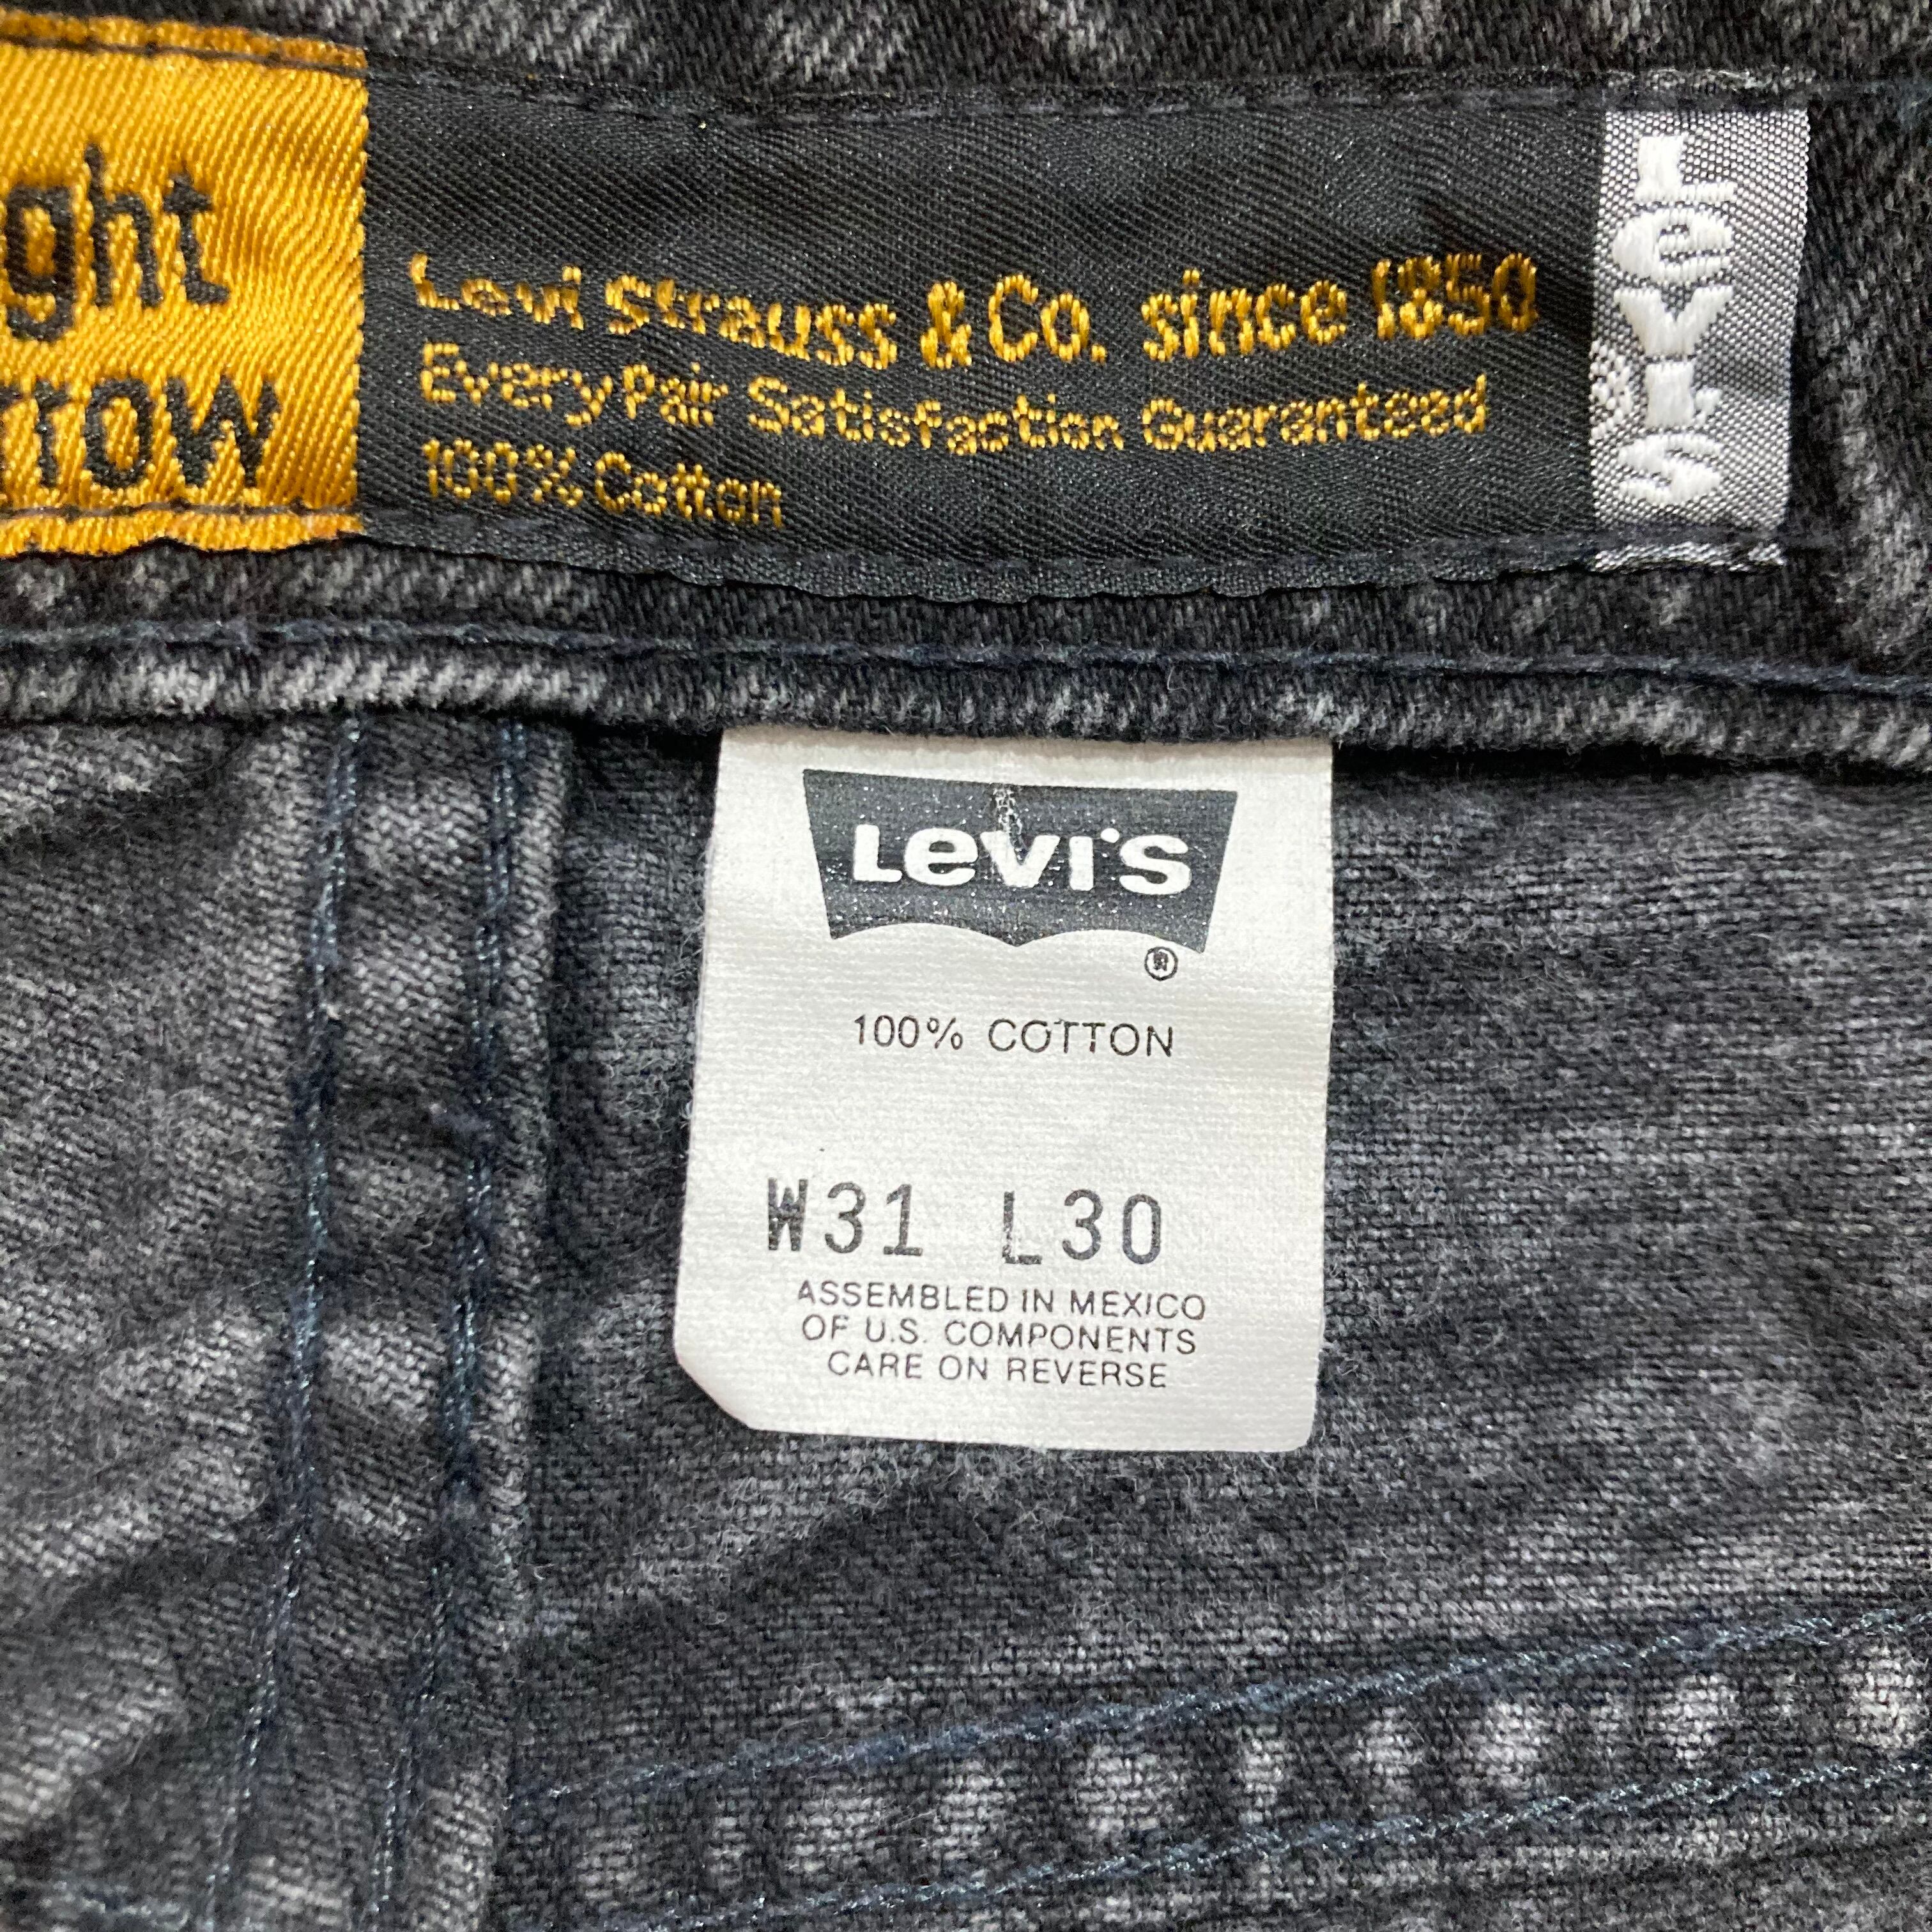 ght
rrow
Levi Strauss & Co. since 1850
Every Pair Satisfaction Guaranteed
100% Cotton
LEVI'S
LEVI'S
®
100% COTTON
W31 L30
ASSEMBLED IN MEXICO
OF U.S. COMPONENTS
CARE ON REVERSE